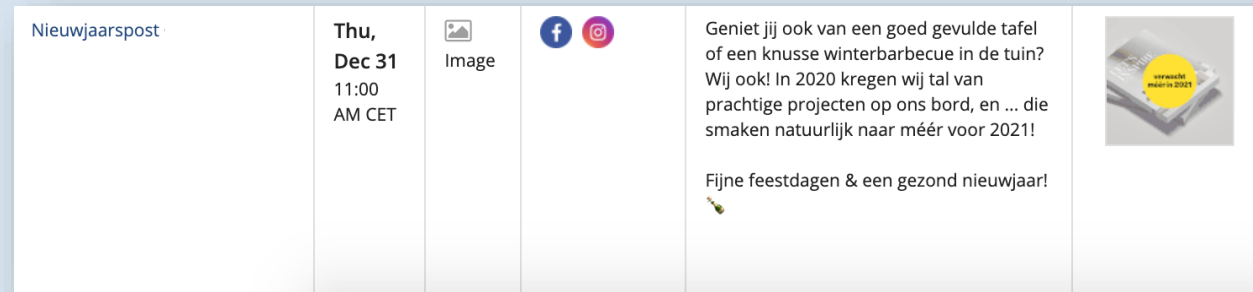 Nieuwjaarspost
Thu,
Dec 31
11:00
AM CET
Image
Geniet jij ook van een goed gevulde tafel
of een knusse winterbarbecue in de tuin?
Wij ook! In 2020 kregen wij tal van
prachtige projecten op ons bord, en ... die
smaken natuurlijk naar méér voor 2021!
Fijne feestdagen & een gezond nieuwjaar!
🍾
verwacht
méér in 2021